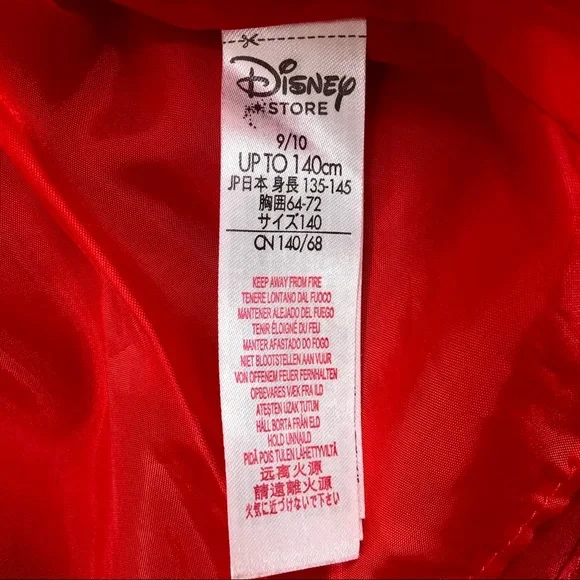 Disney
STORE
9/10
UP TO 140cm
JP日本 身長 135-145
胸囲64-72
サイズ140
CN 140/68
KEEP AWAY FROM FIRE
TENERE LONTANO DAL FUOCO
MANTENER ALEJADO DEL FUEGO
TENIR ÉLOIGNÉ DU FEU
MANTER AFASTADO DO FOGO
NIET BLOOTSTELLEN AAN VUUR
VON OFFENEM FEUER FERNHALTEN
OPBEVARES VÆK FRA ILD
ATESTEN UZAK TUTUN
HÅLL BORTA FRÅN ELD
HOLD UNNAILD
PIDÄ POIS TULEN LÄHETTYVILTÄ
远离火源
請遠離火源
火気に近づけないで下さい